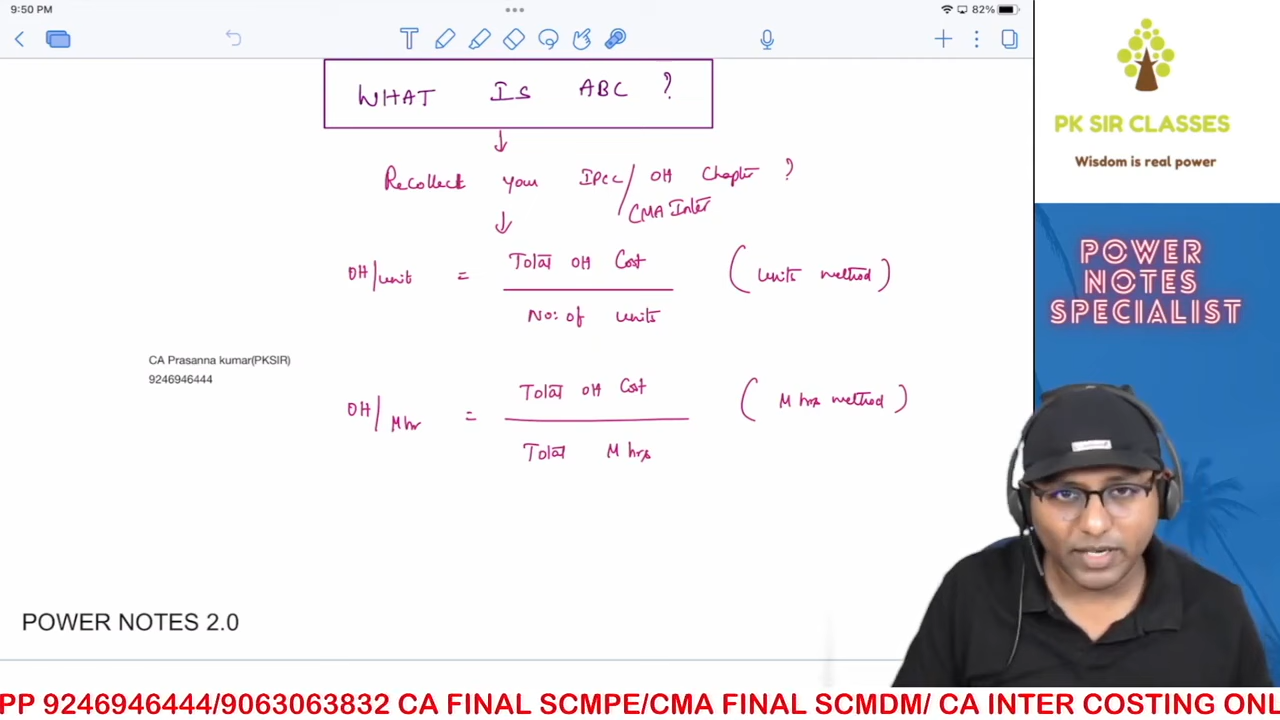 9:50 PM
82%
WHAT IS ABC ?
Recollect your IPCC/ OH Chapter ?
CMA Inter
OH/unit = Total OH Cost (units method)
No: of units
CA Prasanna kumar(PKSIR)
9246946444
OH/M hr = Total OH Cost (M hrs method)
Total M hrs
POWER NOTES 2.0
PK SIR CLASSES
Wisdom is real power
POWER
NOTES
SPECIALIST
PP 9246946444/9063063832 CA FINAL SCMPE/CMA FINAL SCMDM/ CA INTER COSTING ONL